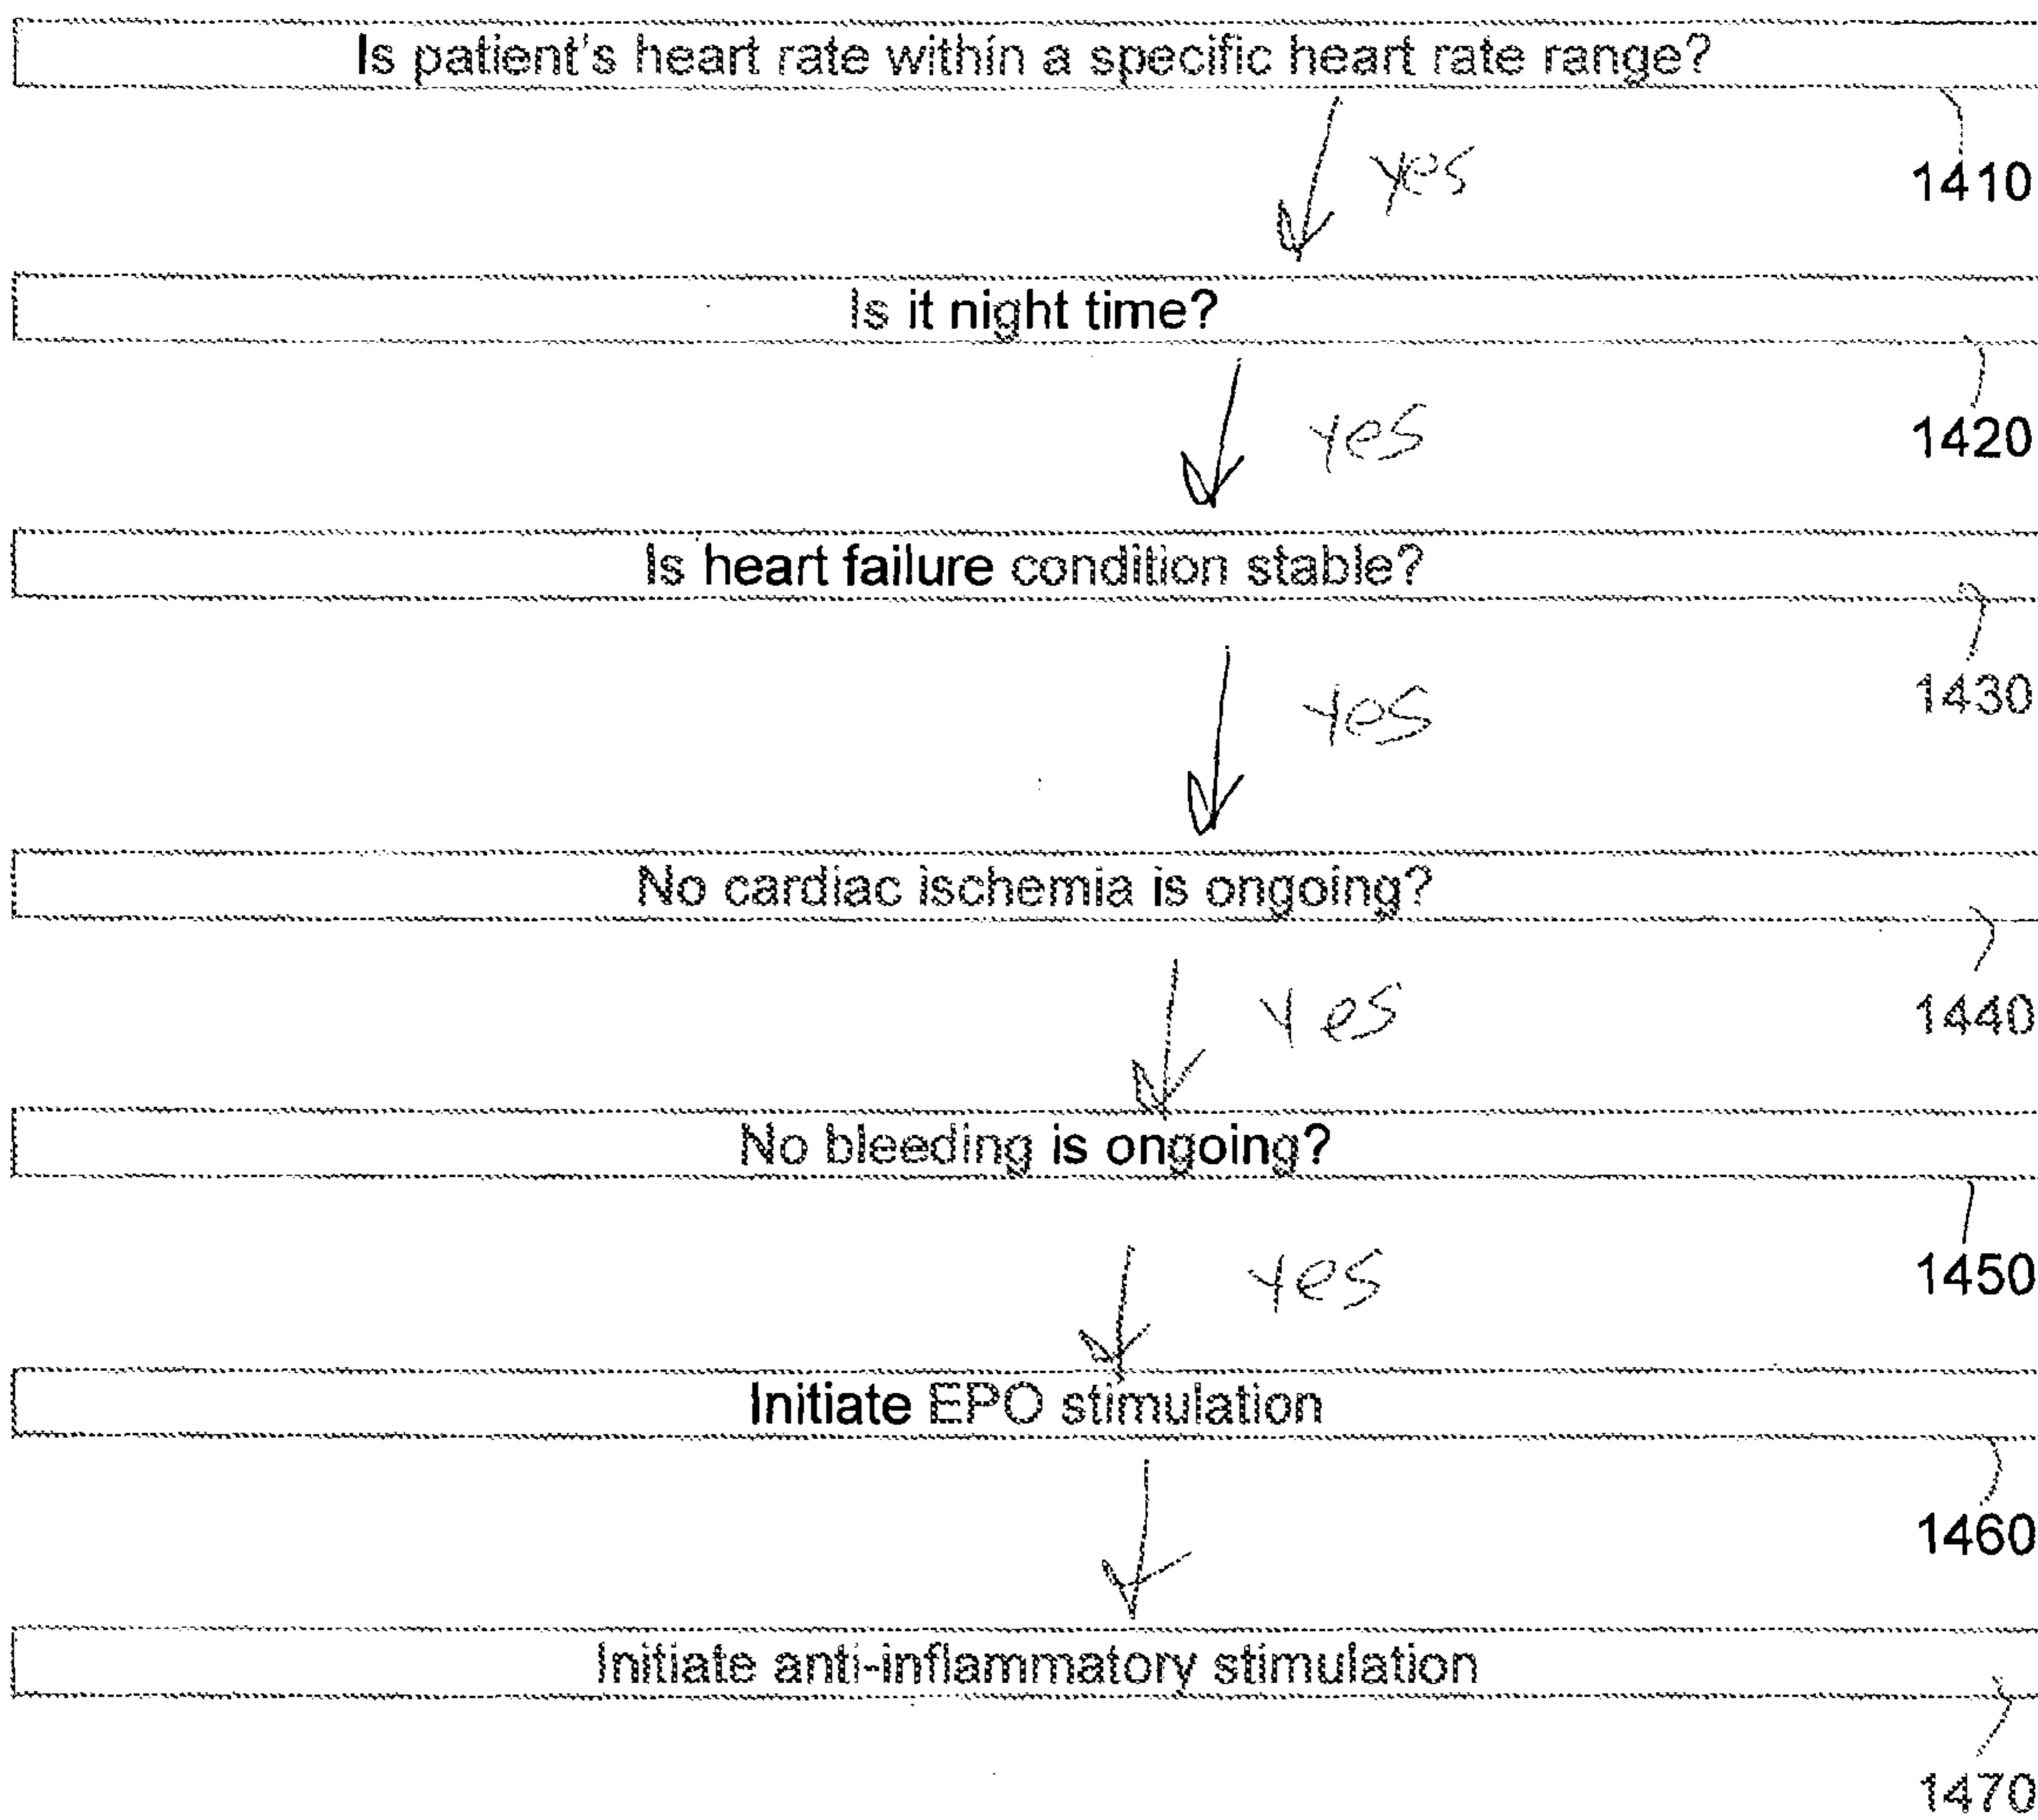 Is patient's heart rate within a specific heart rate range?
yes
1410
Is it night time?
yes
1420
Is heart failure condition stable?
yes
1430
No cardiac ischemia is ongoing?
yes
1440
No bleeding is ongoing?
yes
1450
Initiate EPO stimulation
1460
Initiate anti-inflammatory stimulation
1470